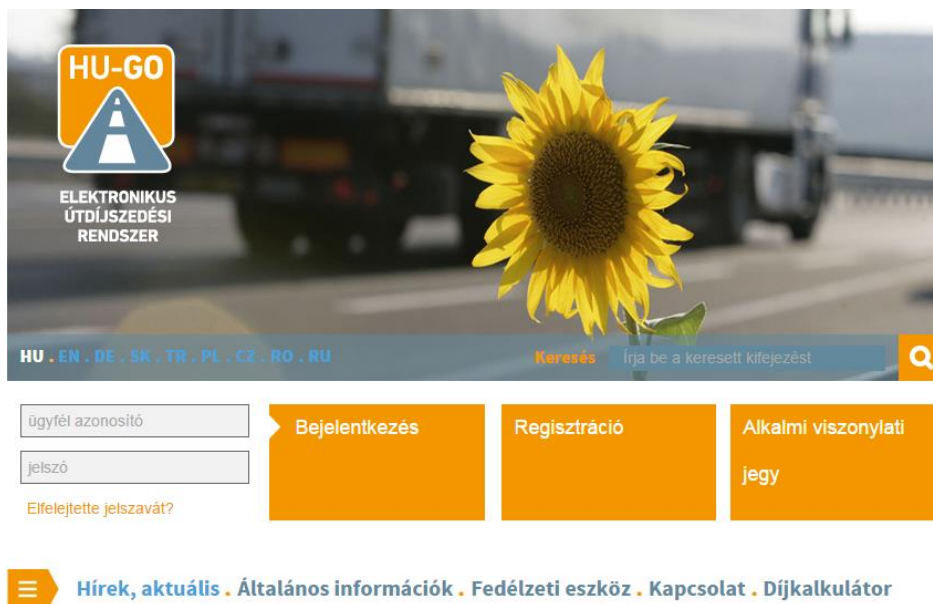 HU-GO
ELEKTRONIKUS
ÚTDÍJSZEDÉSI
RENDSZER
HU . EN . DE . SK . TR . PL . CZ . RO . RU
Keresés Írja be a keresett kifejezést
ügyfél azonosító
jelszó
Elfelejtette jelszavát?
Bejelentkezés
Regisztráció
Alkalmi viszonylati
jegy
Hírek, aktuális . Általános információk . Fedélzeti eszköz . Kapcsolat . Díjkalkulátor